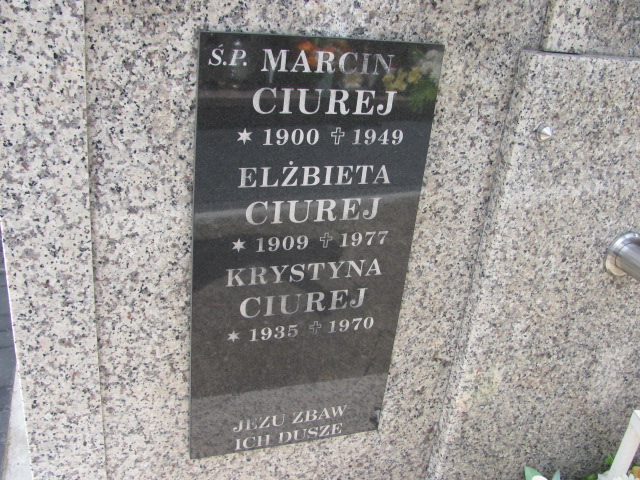 Ś.P. MARCIN
CIUREJ
* 1900 ✝ 1949
ELŻBIETA
CIUREJ
* 1909 ✝ 1977
KRYSTYNA
CIUREJ
* 1935 ✝ 1970
JEZU ZBAW
ICH DUSZE